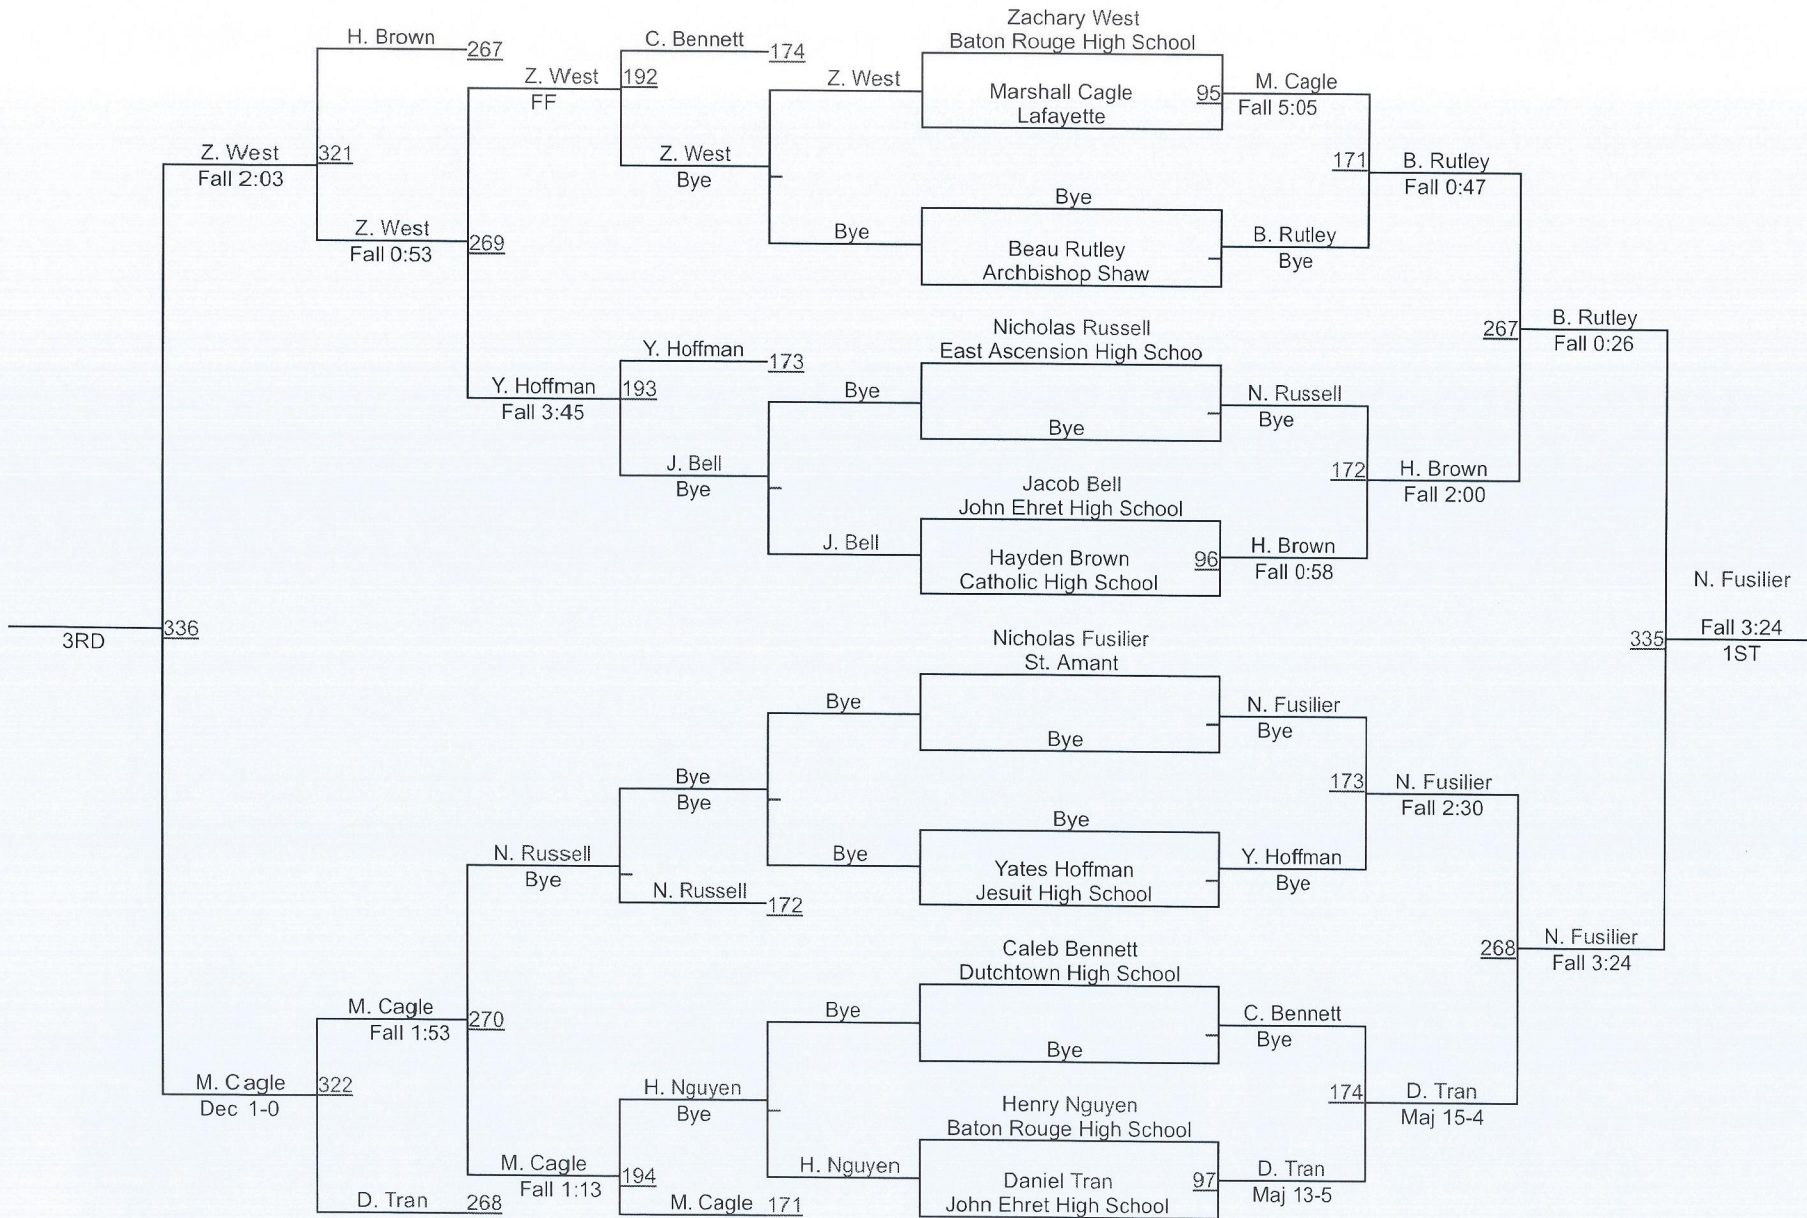 Zachary West
Baton Rouge High School
H. Brown 267
C. Bennett 174
Z. West 192
FF
Z. West
Marshall Cagle 95
Lafayette
M. Cagle
Fall 5:05
Z. West 321
Fall 2:03
Z. West
Bye
171 B. Rutley
Fall 0:47
Bye
Z. West 269
Fall 0:53
Bye
Beau Rutley
Archbishop Shaw
B. Rutley
Bye
Nicholas Russell
East Ascension High Schoo
267 B. Rutley
Fall 0:26
Y. Hoffman 173
Y. Hoffman 193
Fall 3:45
Bye
Bye
N. Russell
Bye
J. Bell
Bye
172 H. Brown
Fall 2:00
Jacob Bell
John Ehret High School
J. Bell
Hayden Brown 96
Catholic High School
H. Brown
Fall 0:58
336
3RD
Nicholas Fusilier
St. Amant
N. Fusilier
335 Fall 3:24
1ST
Bye
Bye
N. Fusilier
Bye
Bye
Bye
173 N. Fusilier
Fall 2:30
Bye
N. Russell
Bye
Bye
Yates Hoffman
Jesuit High School
Y. Hoffman
Bye
N. Russell 172
Caleb Bennett
Dutchtown High School
268 N. Fusilier
Fall 3:24
M. Cagle 270
Fall 1:53
Bye
Bye
C. Bennett
Bye
M. Cagle 322
Dec 1-0
H. Nguyen
Bye
Henry Nguyen
Baton Rouge High School
174 D. Tran
Maj 15-4
M. Cagle 194
Fall 1:13
H. Nguyen
Daniel Tran 97
John Ehret High School
D. Tran
Maj 13-5
D. Tran 268
M. Cagle 171